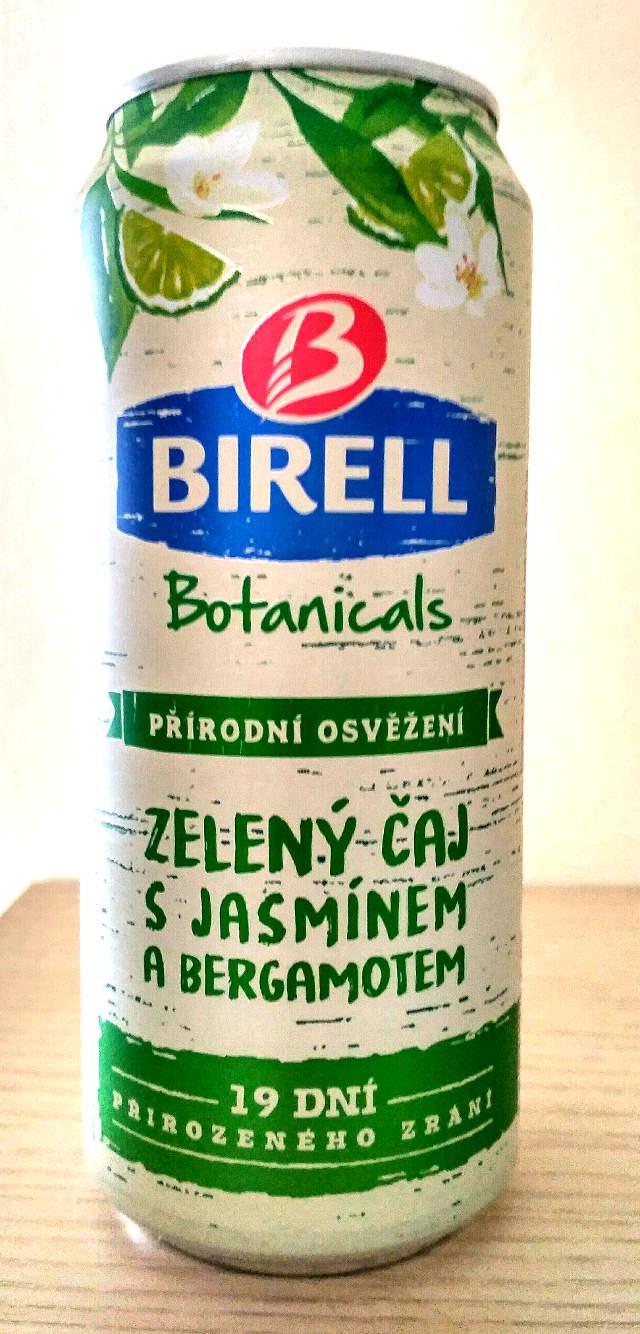 B
BIRELL
Botanicals
PŘÍRODNÍ OSVĚŽENÍ
ZELENÝ ČAJ
S JASMÍNEM
A BERGAMOTEM
19 DNÍ
PŘIROZENÉHO ZRÁNÍ